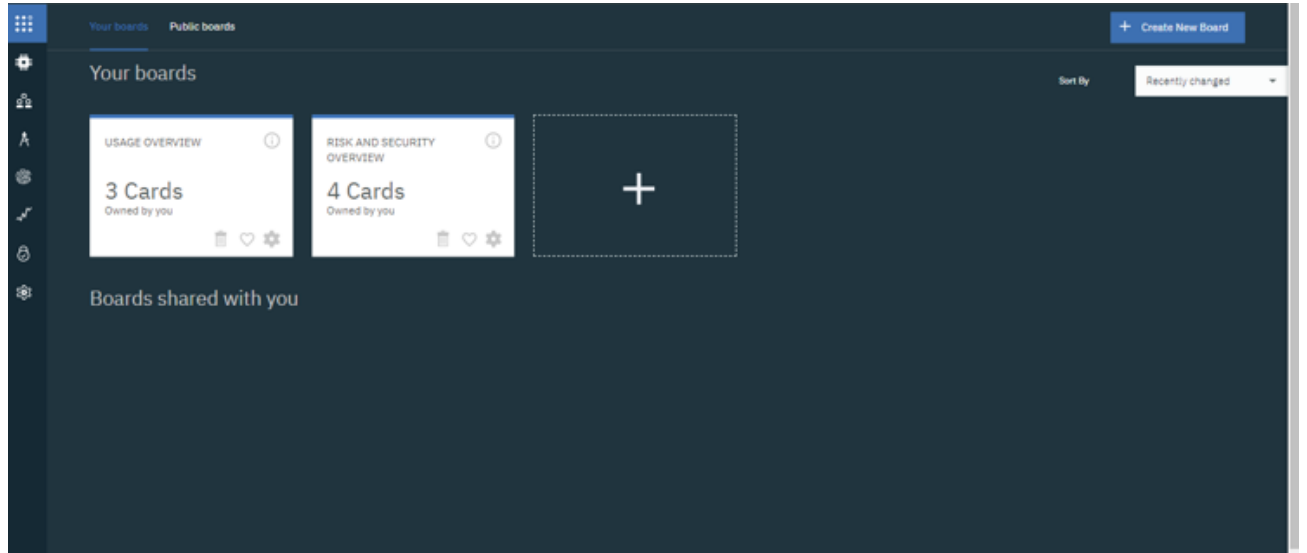 Your boards
Public boards
+ Create New Board
Your boards
Sort By
Recently changed
USAGE OVERVIEW
3 Cards
Owned by you
RISK AND SECURITY
OVERVIEW
4 Cards
Owned by you
Boards shared with you